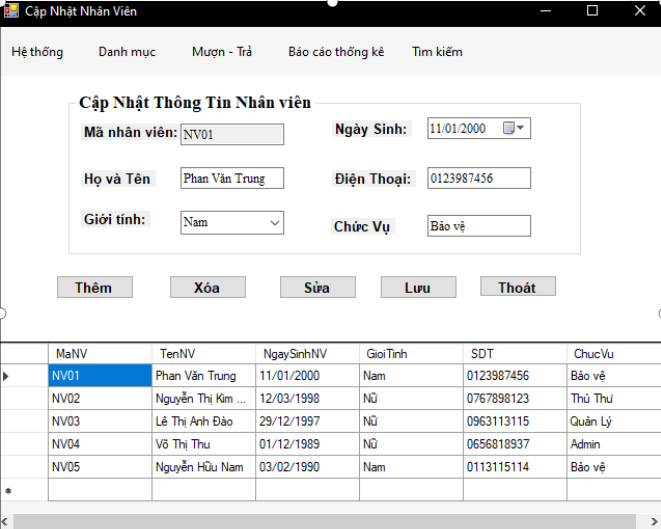 Cập Nhật Nhân Viên
Hệ thống Danh mục Mượn - Trả Báo cáo thống kê Tìm kiếm
Cập Nhật Thông Tin Nhân viên
Mã nhân viên: NV01 Ngày Sinh: 11/01/2000
Họ và Tên Phan Văn Trung Điện Thoại: 0123987456
Giới tính: Nam Chức Vụ Bảo vệ
Thêm Xóa Sửa Lưu Thoát
MaNV TenNV NgaySinhNV GioiTinh SDT ChucVu
NV01 Phan Văn Trung 11/01/2000 Nam 0123987456 Bảo vệ
NV02 Nguyễn Thị Kim ... 12/03/1998 Nữ 0767898123 Thủ Thư
NV03 Lê Thị Anh Đào 29/12/1997 Nữ 0963113115 Quản Lý
NV04 Võ Thị Thu 01/12/1989 Nữ 0656818937 Admin
NV05 Nguyễn Hữu Nam 03/02/1990 Nam 0113115114 Bảo vệ